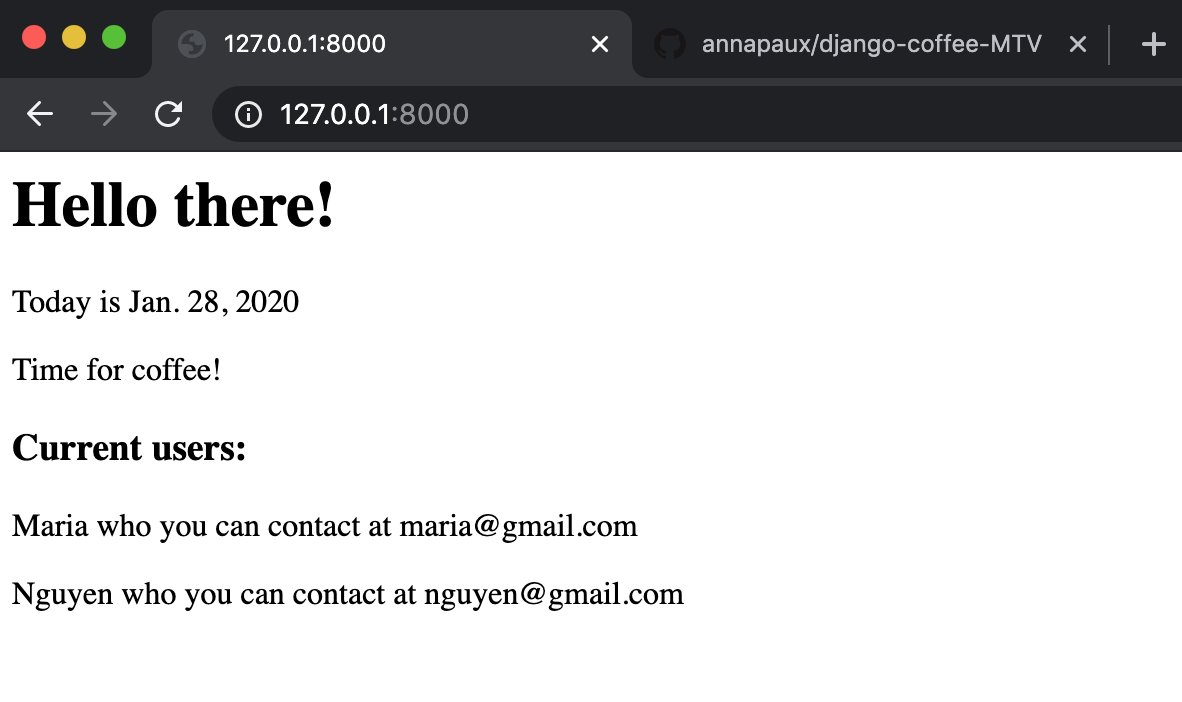 127.0.0.1:8000
annapaux/django-coffee-MTV
127.0.0.1:8000
Hello there!
Today is Jan. 28, 2020
Time for coffee!
Current users:
Maria who you can contact at maria@gmail.com
Nguyen who you can contact at nguyen@gmail.com